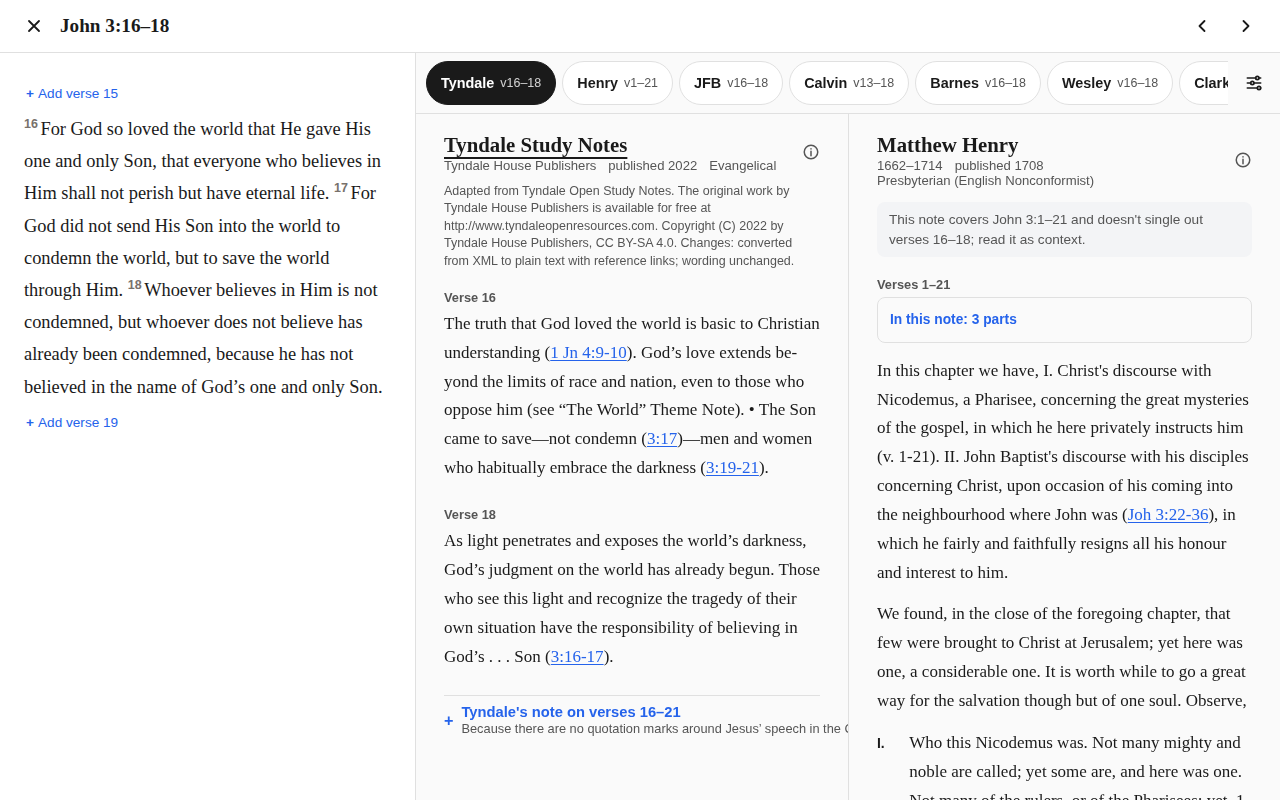 John 3:16–18
+ Add verse 15
16 For God so loved the world that He gave His
one and only Son, that everyone who believes in
Him shall not perish but have eternal life. 17 For
God did not send His Son into the world to
condemn the world, but to save the world
through Him. 18 Whoever believes in Him is not
condemned, but whoever does not believe has
already been condemned, because he has not
believed in the name of God’s one and only Son.
+ Add verse 19
Tyndale v16–18 Henry v1–21 JFB v16–18 Calvin v13–18 Barnes v16–18 Wesley v16–18 Clark
Tyndale Study Notes
Tyndale House Publishers published 2022 Evangelical
Adapted from Tyndale Open Study Notes. The original work by
Tyndale House Publishers is available for free at
http://www.tyndaleopenresources.com. Copyright (C) 2022 by
Tyndale House Publishers, CC BY-SA 4.0. Changes: converted
from XML to plain text with reference links; wording unchanged.
Verse 16
The truth that God loved the world is basic to Christian
understanding (1 Jn 4:9-10). God’s love extends be-
yond the limits of race and nation, even to those who
oppose him (see “The World” Theme Note). • The Son
came to save—not condemn (3:17)—men and women
who habitually embrace the darkness (3:19-21).
Verse 18
As light penetrates and exposes the world’s darkness,
God’s judgment on the world has already begun. Those
who see this light and recognize the tragedy of their
own situation have the responsibility of believing in
God’s . . . Son (3:16-17).
+ Tyndale's note on verses 16–21
Because there are no quotation marks around Jesus’ speech in the
Matthew Henry
1662–1714 published 1708
Presbyterian (English Nonconformist)
This note covers John 3:1–21 and doesn't single out
verses 16–18; read it as context.
Verses 1–21
In this note: 3 parts
In this chapter we have, I. Christ's discourse with
Nicodemus, a Pharisee, concerning the great mysteries
of the gospel, in which he here privately instructs him
(v. 1-21). II. John Baptist's discourse with his disciples
concerning Christ, upon occasion of his coming into
the neighbourhood where John was (Joh 3:22-36), in
which he fairly and faithfully resigns all his honour
and interest to him.
We found, in the close of the foregoing chapter, that
few were brought to Christ at Jerusalem; yet here was
one, a considerable one. It is worth while to go a great
way for the salvation though but of one soul. Observe,
I. Who this Nicodemus was. Not many mighty and
noble are called; yet some are, and here was one.
Not many of the rulers, or of the Pharisees; yet. 1.